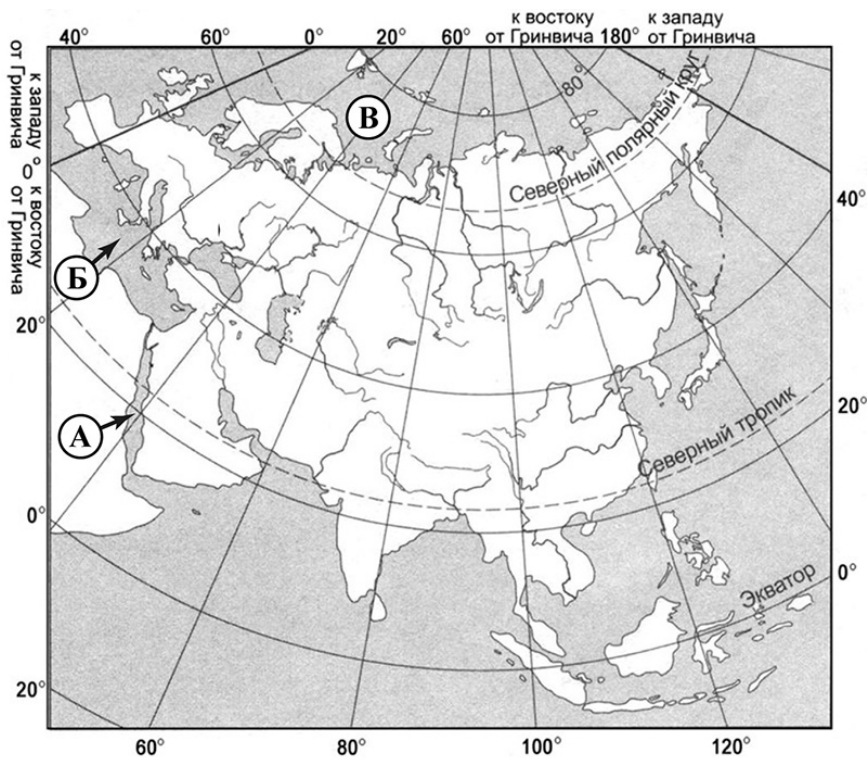 к востоку
от Гринвича
к западу
от Гринвича
40°
60°
0°
20°
60°
180°
к западу
от Гринвича
0°
к востоку
от Гринвича
В
80°
Северный полярный круг
40°
Б
20°
20°
А
Северный тропик
0°
0°
Экватор
20°
60°
80°
100°
120°